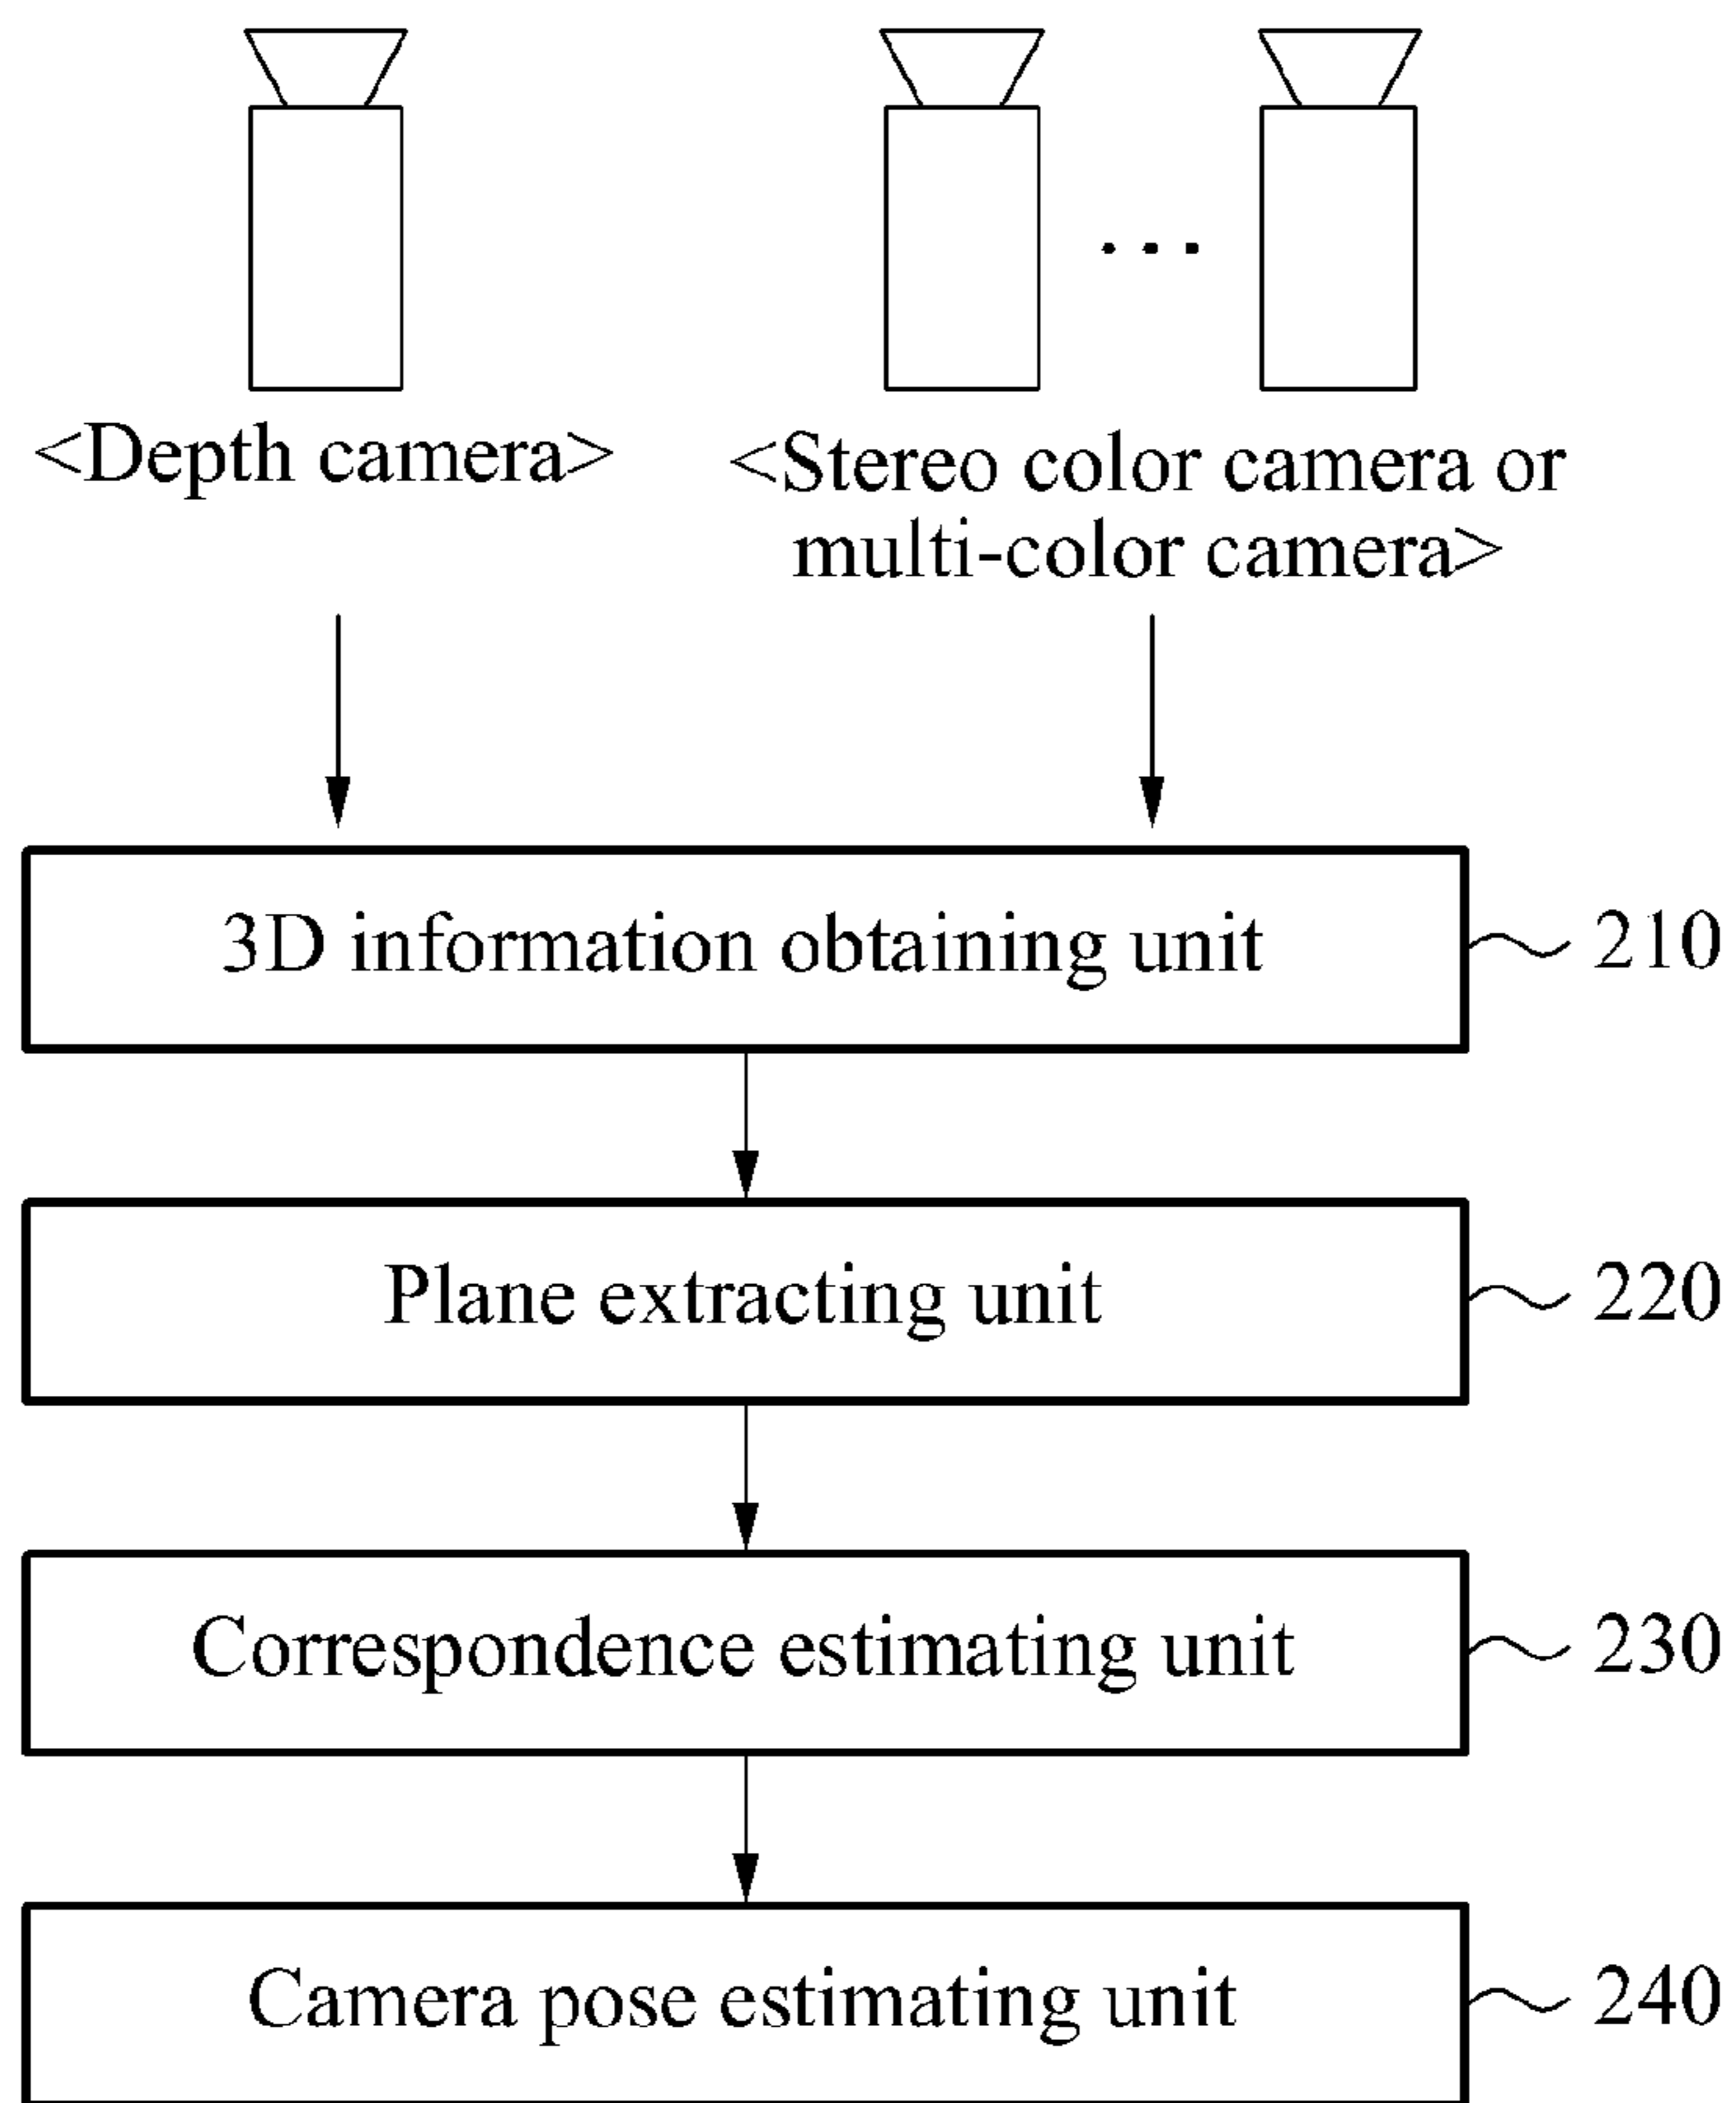 <Depth camera>
<Stereo color camera or
multi-color camera>
3D information obtaining unit
210
Plane extracting unit
220
Correspondence estimating unit
230
Camera pose estimating unit
240